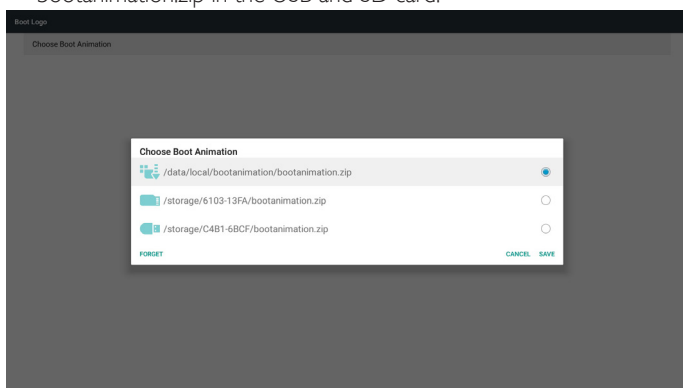 bootanimation.zip in the USB and SD card.
Boot Logo
Choose Boot Animation
Choose Boot Animation
/data/local/bootanimation/bootanimation.zip
/storage/6103-13FA/bootanimation.zip
/storage/C4B1-6BCF/bootanimation.zip
FORGET CANCEL SAVE